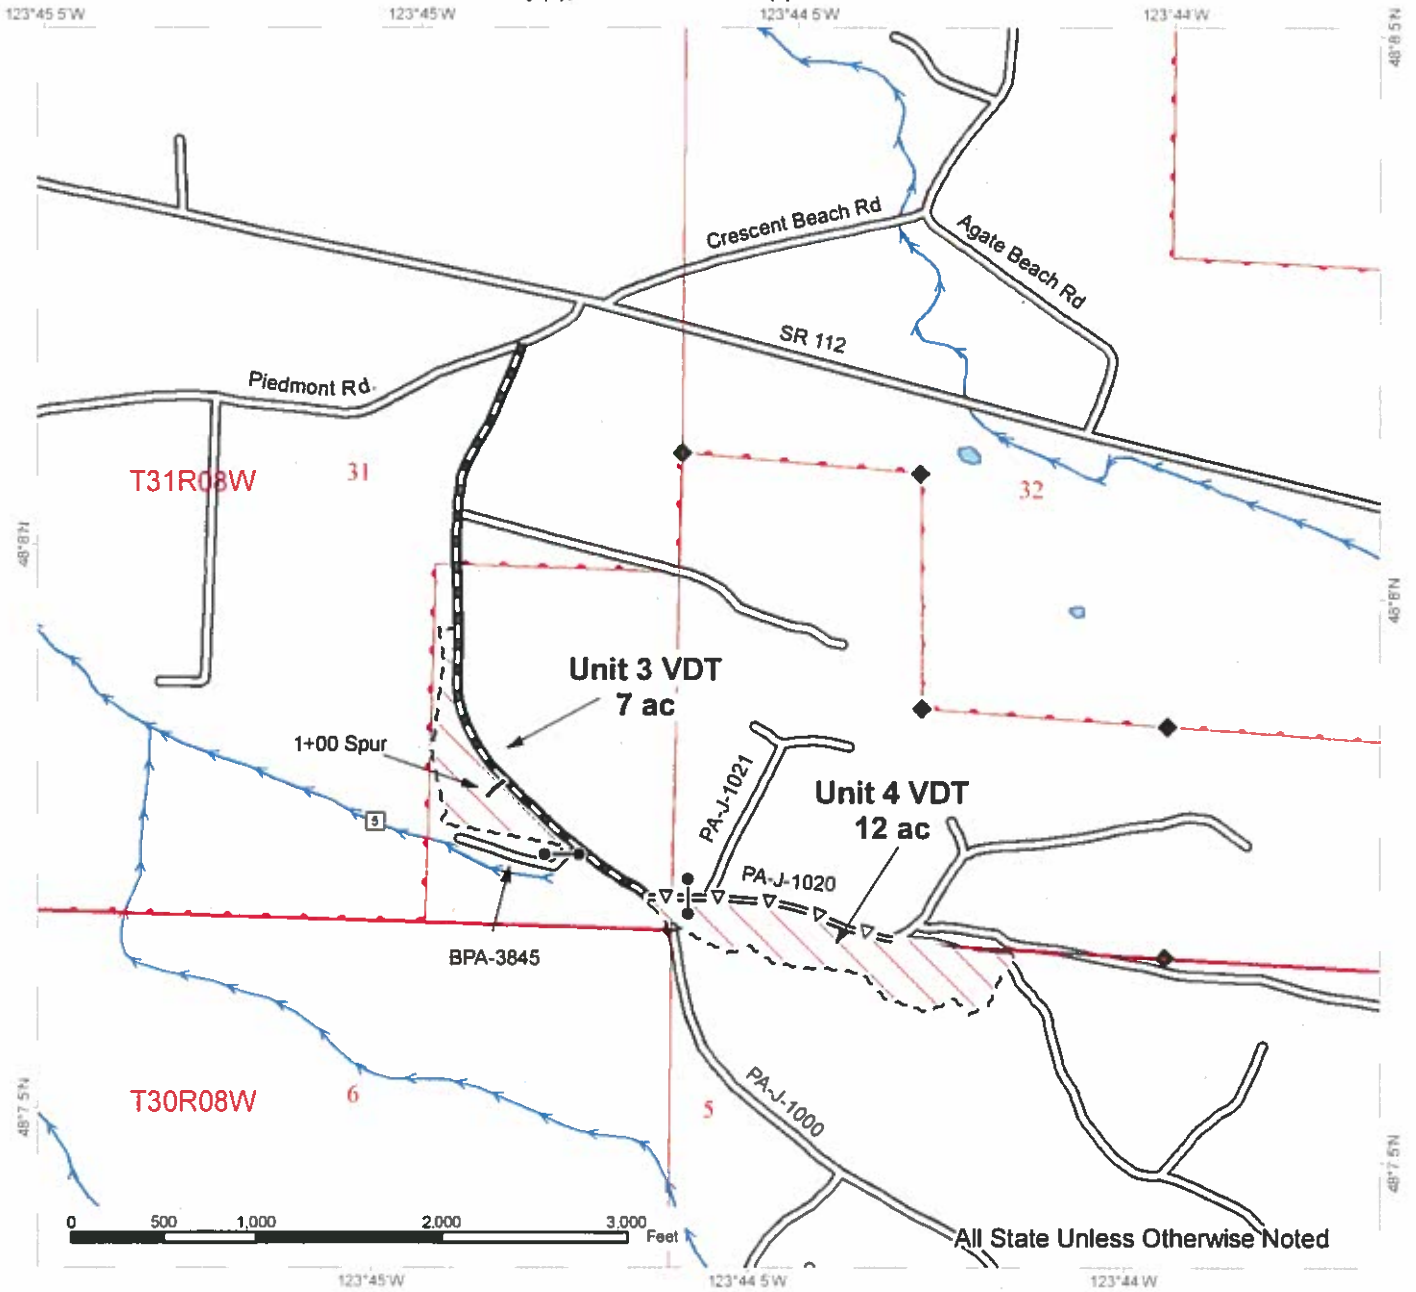 123°45 5'W
123°45'W
123°44 5'W
123°44'W
48°8 5'N
Crescent Beach Rd
Agate Beach Rd
SR 112
Piedmont Rd.
T31R08W
31
32
48°8'N
48°8'N
Unit 3 VDT
7 ac
1+00 Spur
PA-J-1021
Unit 4 VDT
12 ac
5
PA-J-1020
BPA-3845
T30R08W
6
5
PA-J-1000
48°7 5'N
48°7 5'N
0
500
1,000
2,000
3,000
Feet
All State Unless Otherwise Noted
123°45'W
123°44 5'W
123°44'W